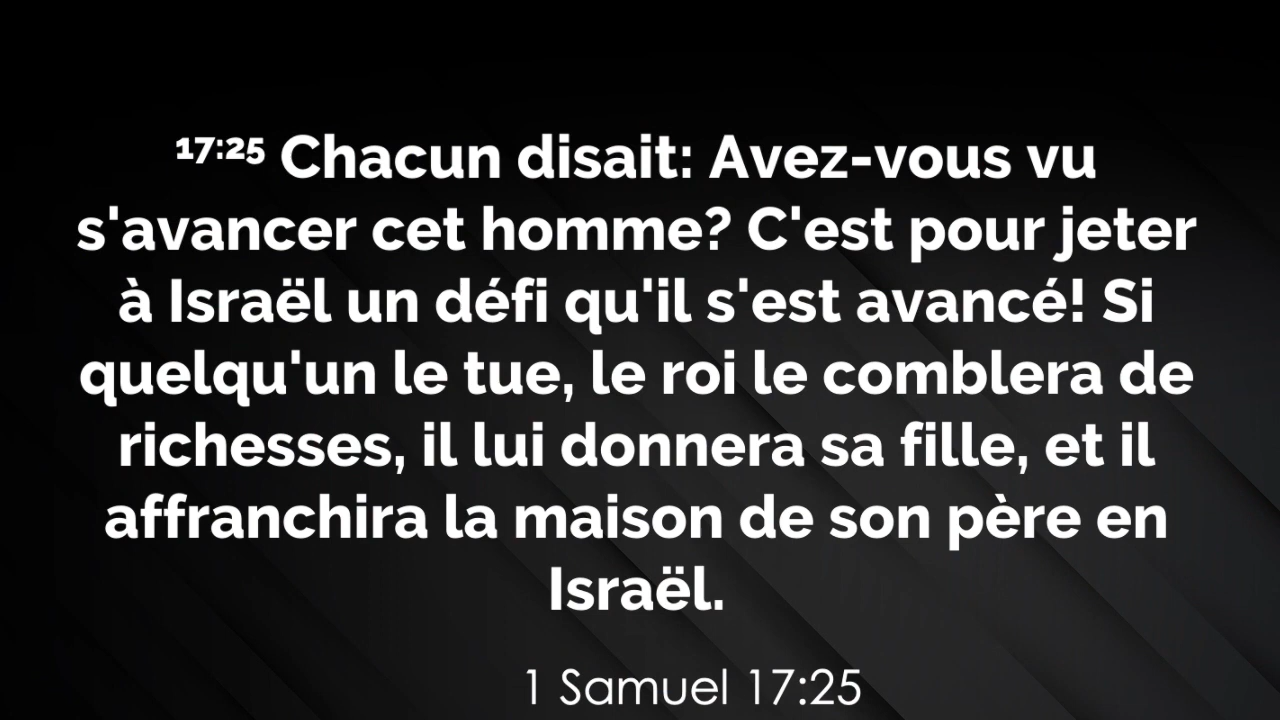 17:25 Chacun disait: Avez-vous vu
s'avancer cet homme? C'est pour jeter
à Israël un défi qu'il s'est avancé! Si
quelqu'un le tue, le roi le comblera de
richesses, il lui donnera sa fille, et il
affranchira la maison de son père en
Israël.
1 Samuel 17:25